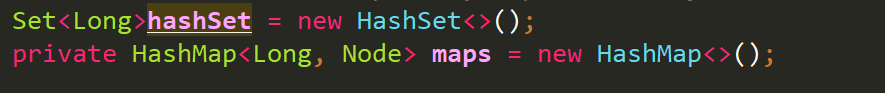 Set<Long>hashSet = new HashSet<>();
private HashMap<Long, Node> maps = new HashMap<>();